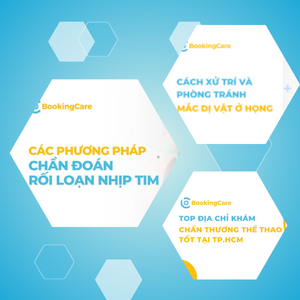 BookingCare
CÁC PHƯƠNG PHÁP
CHẨN ĐOÁN
RỐI LOẠN NHỊP TIM
BookingCare
CÁCH XỬ TRÍ VÀ
PHÒNG TRÁNH
MẮC DỊ VẬT Ở HỌNG
BookingCare
TOP ĐỊA CHỈ KHÁM
CHẤN THƯƠNG THỂ THAO
TỐT TẠI TP.HCM